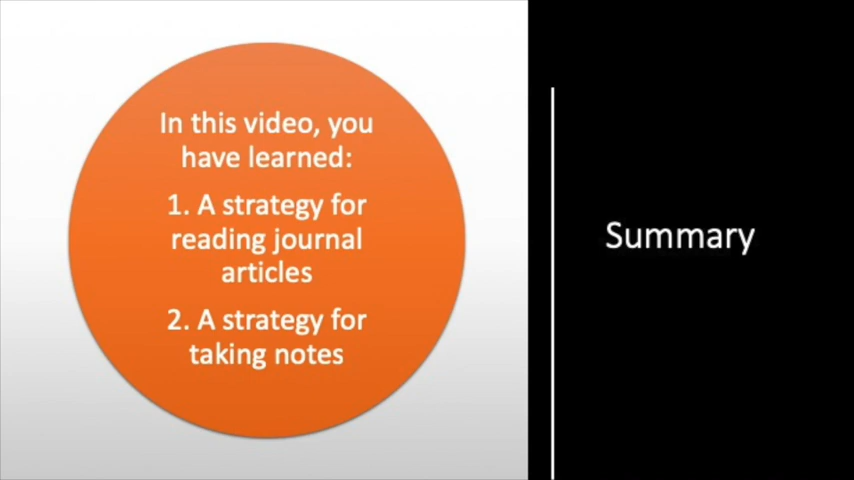 In this video, you
have learned:
1. A strategy for
reading journal
articles
2. A strategy for
taking notes
Summary